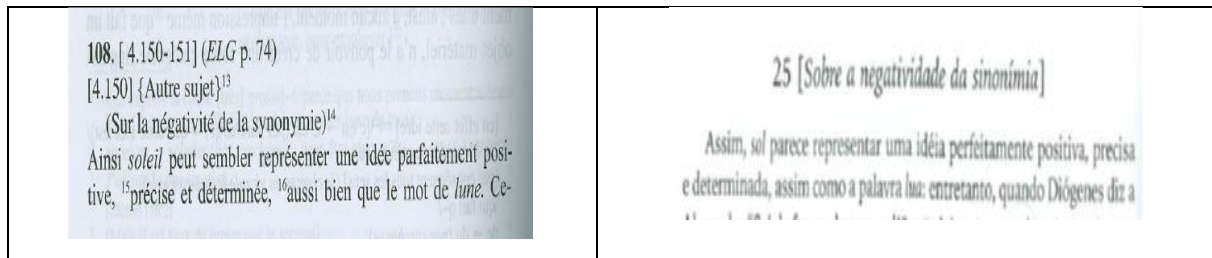 108. [ 4.150-151] (ELG p. 74)
[4.150] {Autre sujet}¹³
(Sur la négativité de la synonymie)¹⁴
Ainsi soleil peut sembler représenter une idée parfaitement posi-
tive, ¹⁵précise et déterminée, ¹⁶aussi bien que le mot de lune. Ce-
25 [Sobre a negatividade da sinonímia]
Assim, sol parece representar uma idéia perfeitamente positiva, precisa
e determinada, assim como a palavra lua: entretanto, quando Diógenes diz a